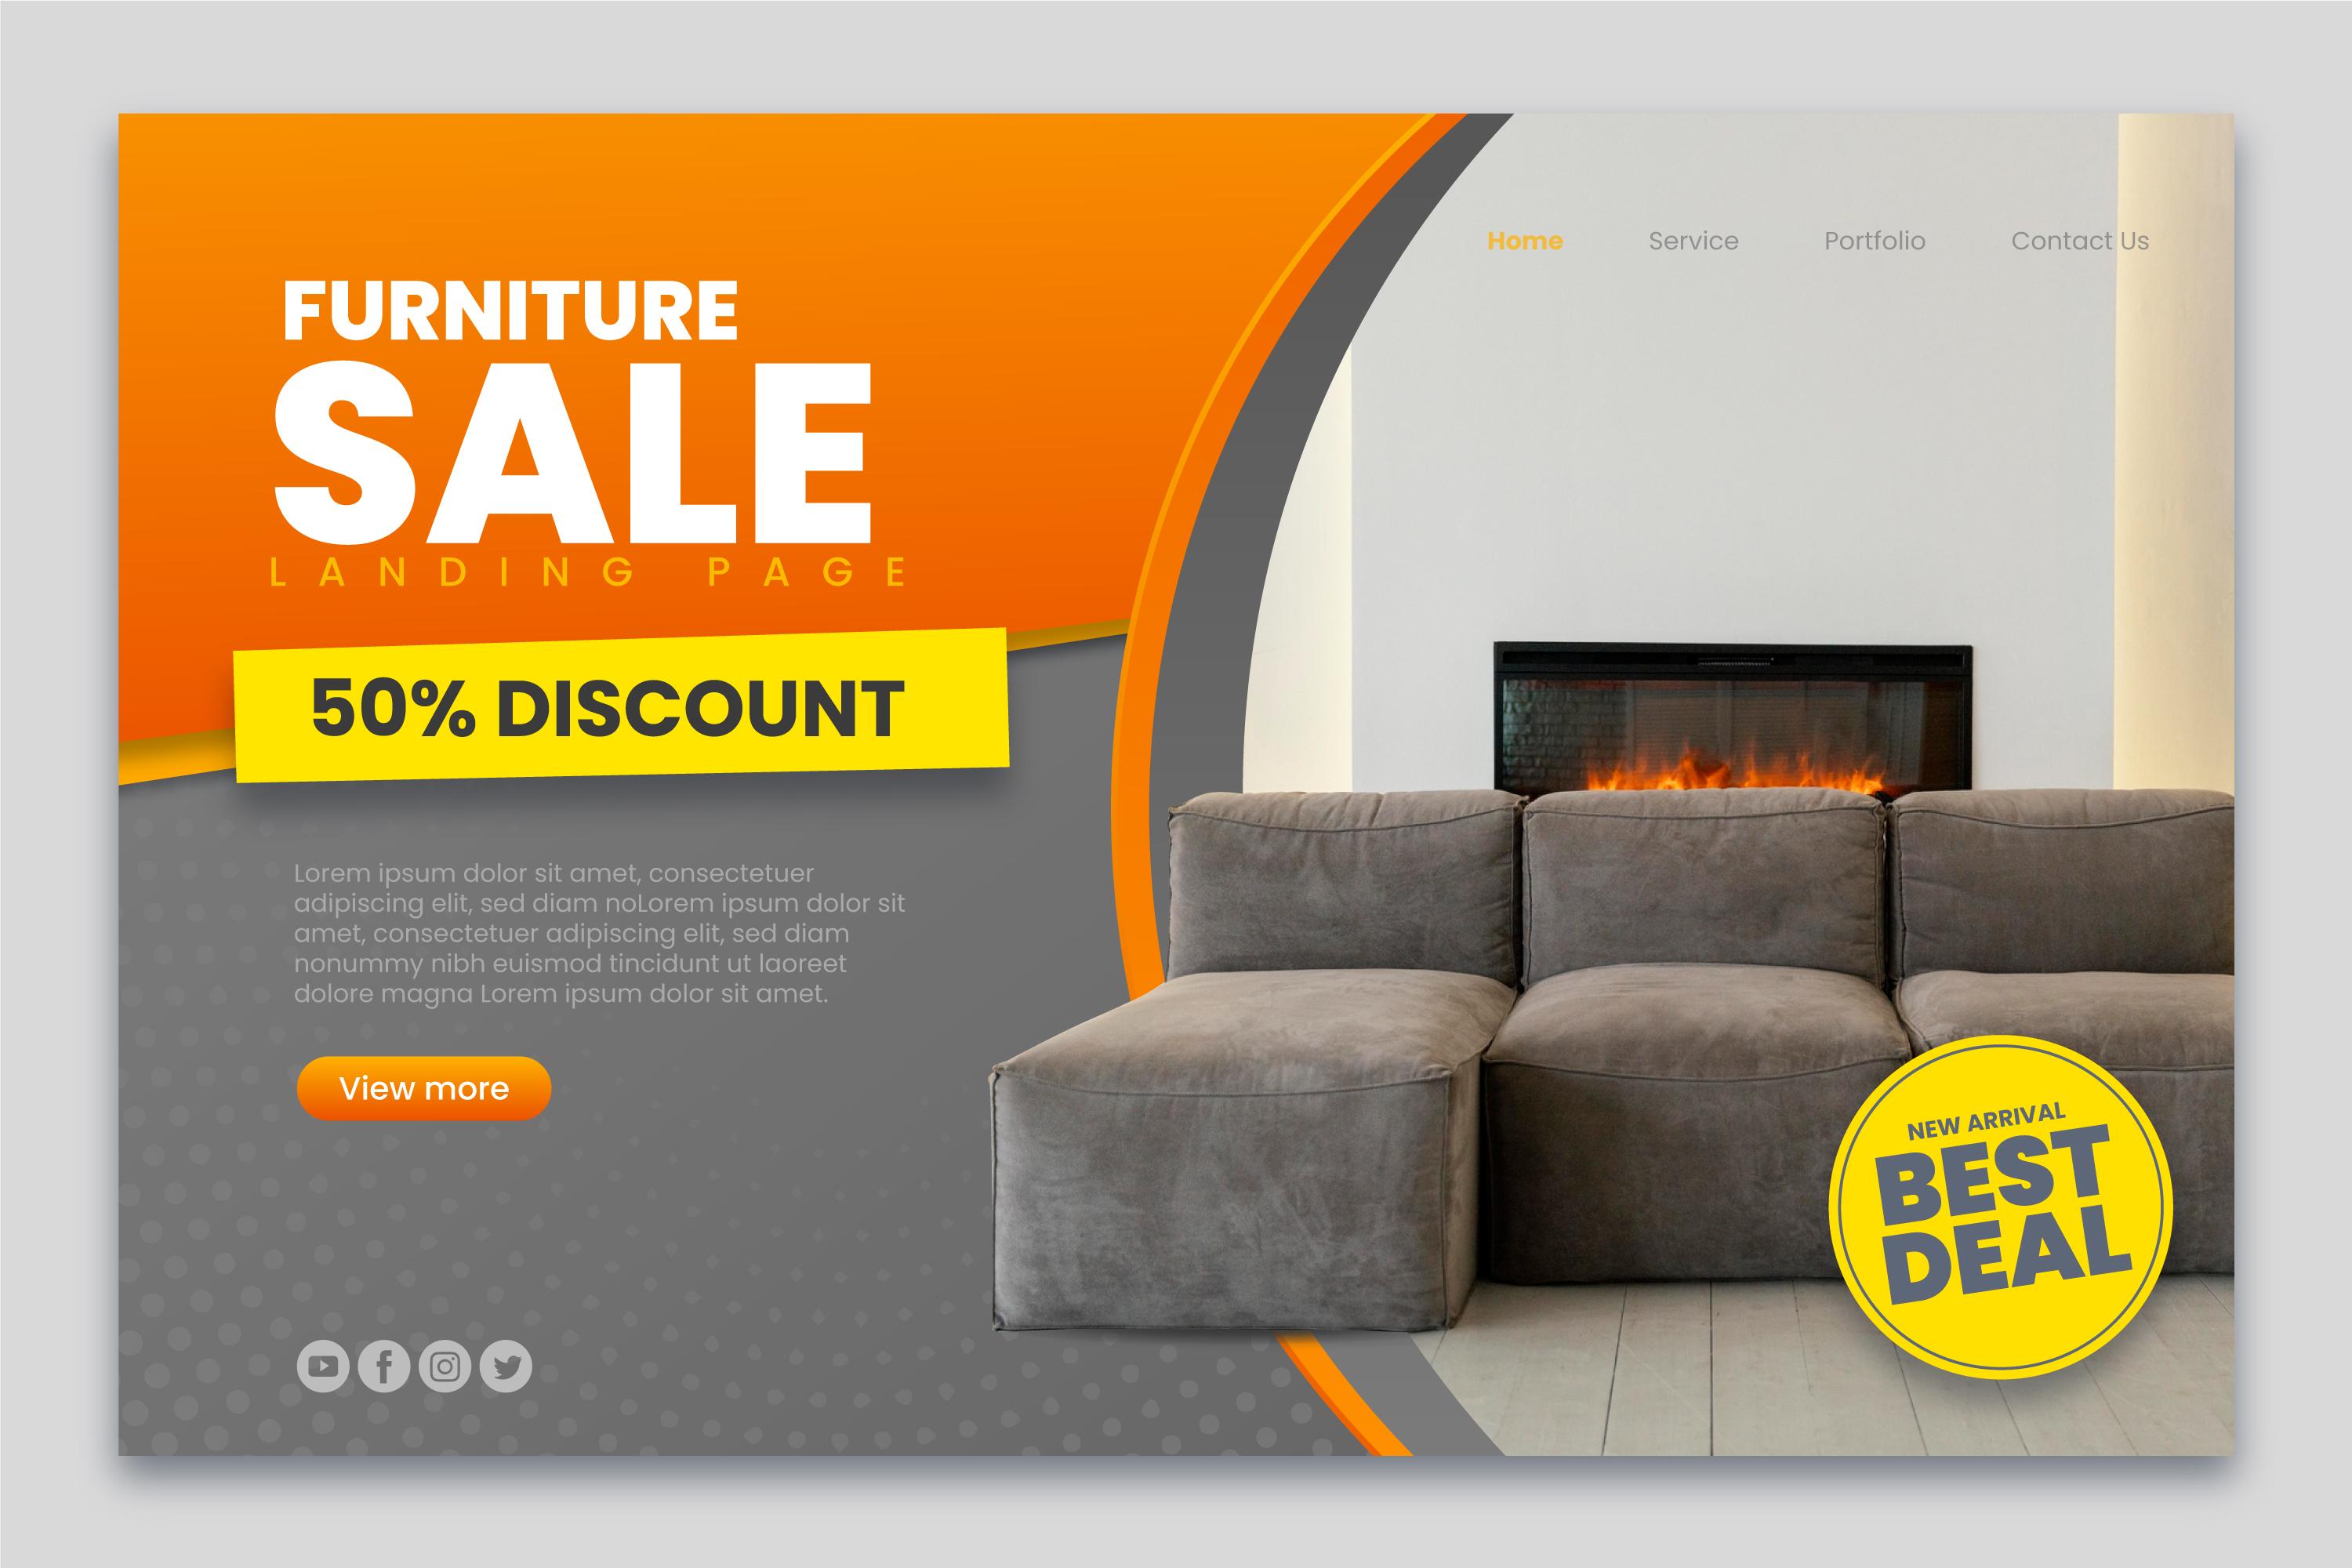 Home Service Portfolio Contact Us
FURNITURE
SALE
LANDING PAGE
50% DISCOUNT
Lorem ipsum dolor sit amet, consectetuer
adipiscing elit, sed diam noLorem ipsum dolor sit
amet, consectetuer adipiscing elit, sed diam
nonummy nibh euismod tincidunt ut laoreet
dolore magna Lorem ipsum dolor sit amet.
View more
NEW ARRIVAL
BEST
DEAL